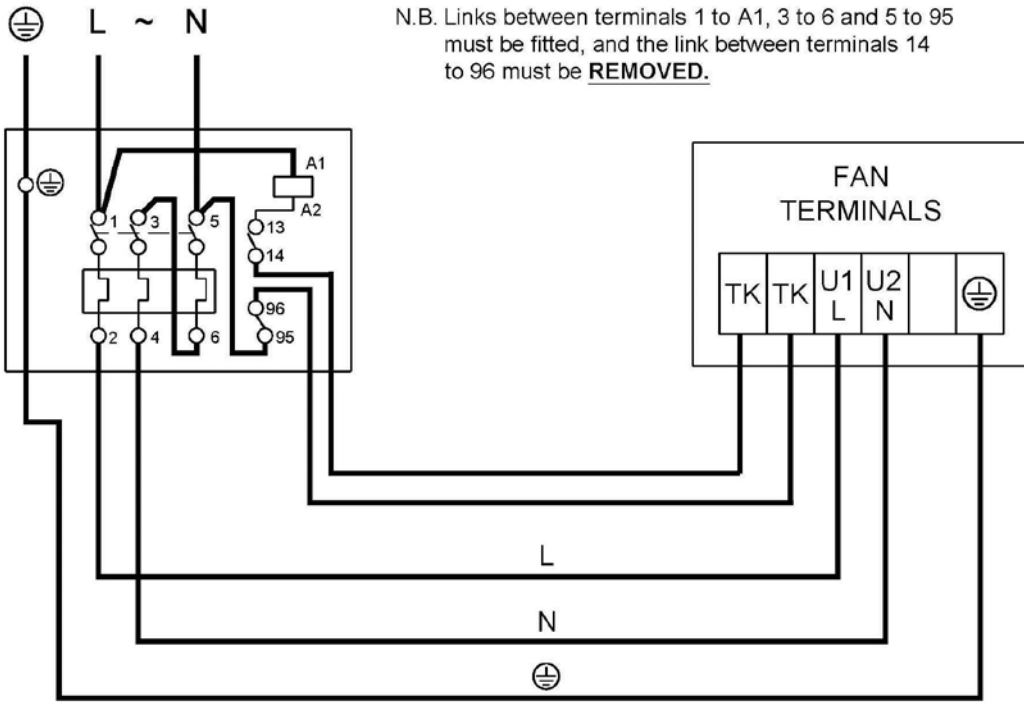 L ~ N
N.B. Links between terminals 1 to A1, 3 to 6 and 5 to 95
must be fitted, and the link between terminals 14
to 96 must be REMOVED.
A1
A2
1 3 5 13
14
96
2 4 6 95
FAN
TERMINALS
TK TK U1 U2
L N
L
N